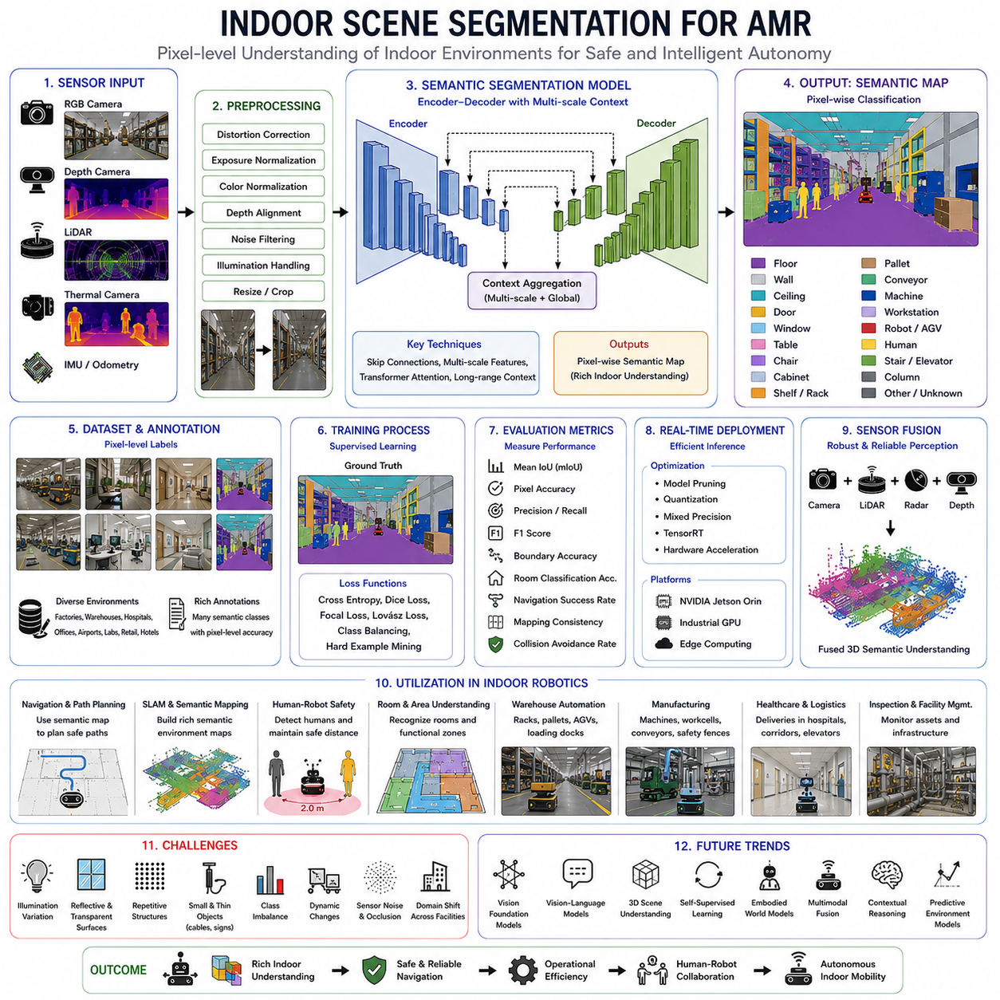 INDOOR SCENE SEGMENTATION FOR AMR
Pixel-level Understanding of Indoor Environments for Safe and Intelligent Autonomy
1. SENSOR INPUT
RGB Camera
Depth Camera
LiDAR
Thermal Camera
IMU / Odometry
2. PREPROCESSING
Distortion Correction
Exposure Normalization
Color Normalization
Depth Alignment
Noise Filtering
Illumination Handling
Resize / Crop
3. SEMANTIC SEGMENTATION MODEL
Encoder–Decoder with Multi-scale Context
Encoder
Decoder
Context Aggregation
(Multi-scale + Global)
Key Techniques
Skip Connections, Multi-scale Features,
Transformer Attention, Long-range Context
Outputs
Pixel-wise Semantic Map
(Rich Indoor Understanding)
4. OUTPUT: SEMANTIC MAP
Pixel-wise Classification
Floor
Wall
Ceiling
Door
Window
Table
Chair
Cabinet
Shelf / Rack
Pallet
Conveyor
Machine
Workstation
Robot / AGV
Human
Stair / Elevator
Column
Other / Unknown
5. DATASET & ANNOTATION
Pixel-level Labels
Diverse Environments
Factories, Warehouses, Hospitals,
Offices, Airports, Labs, Retail, Hotels
Rich Annotations
Many semantic classes
with pixel-level accuracy
6. TRAINING PROCESS
Supervised Learning
Ground Truth
Loss Functions
Cross Entropy, Dice Loss,
Focal Loss, Lovász Loss,
Class Balancing,
Hard Example Mining
7. EVALUATION METRICS
Measure Performance
Mean IoU (mIoU)
Pixel Accuracy
Precision / Recall
F1
F1 Score
Boundary Accuracy
Room Classification Acc.
Navigation Success Rate
Mapping Consistency
Collision Avoidance Rate
8. REAL-TIME DEPLOYMENT
Efficient Inference
Optimization
• Model Pruning
• Quantization
• Mixed Precision
• TensorRT
• Hardware Acceleration
Platforms
NVIDIA Jetson Orin
Industrial GPU
Edge Computing
9. SENSOR FUSION
Robust & Reliable Perception
+ + +
Camera LiDAR Radar Depth
Fused 3D Semantic Understanding
10. UTILIZATION IN INDOOR ROBOTICS
Navigation & Path Planning
Use semantic map
to plan safe paths
SLAM & Semantic Mapping
Build rich semantic
environment maps
Human-Robot Safety
Detect humans and
maintain safe distance
2.0 m
Room & Area Understanding
Recognize rooms and
functional zones
Warehouse Automation
Racks, pallets, AGVs,
loading docks
Manufacturing
Machines, workcells,
conveyors, safety fences
Healthcare & Logistics
Deliveries in hospitals,
corridors, elevators
Inspection & Facility Mgmt.
Monitor assets and
infrastructure
11. CHALLENGES
Illumination
Variation
Reflective &
Transparent
Surfaces
Repetitive
Structures
Small & Thin
Objects
(cables, signs)
Class
Imbalance
Dynamic
Changes
Sensor Noise
& Occlusion
Domain Shift
Across Facilities
12. FUTURE TRENDS
Vision
Foundation
Models
Vision-Language
Models
3D Scene
Understanding
Self-Supervised
Learning
Embodied
World Models
Multimodal
Fusion
Contextual
Reasoning
Predictive
Environment
Models
OUTCOME
Rich Indoor
Understanding
Safe & Reliable
Navigation
Operational
Efficiency
Human-Robot
Collaboration
Autonomous
Indoor Mobility